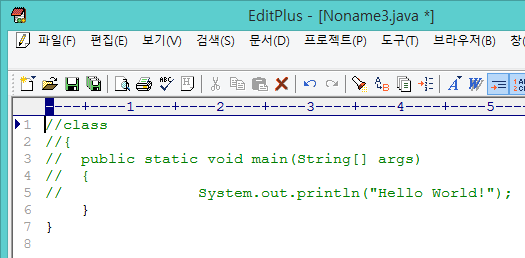 EditPlus - [Noname3.java *]
파일(F) 편집(E) 보기(V) 검색(S) 문서(D) 프로젝트(P) 도구(T) 브라우저(B) 창(
----+----1----+----2----+----3----+----4----+----5----
1 //class
2 //{
3 //  public static void main(String[] args)
4 //  {
5 //              System.out.println("Hello World!");
6     }
7 }
8